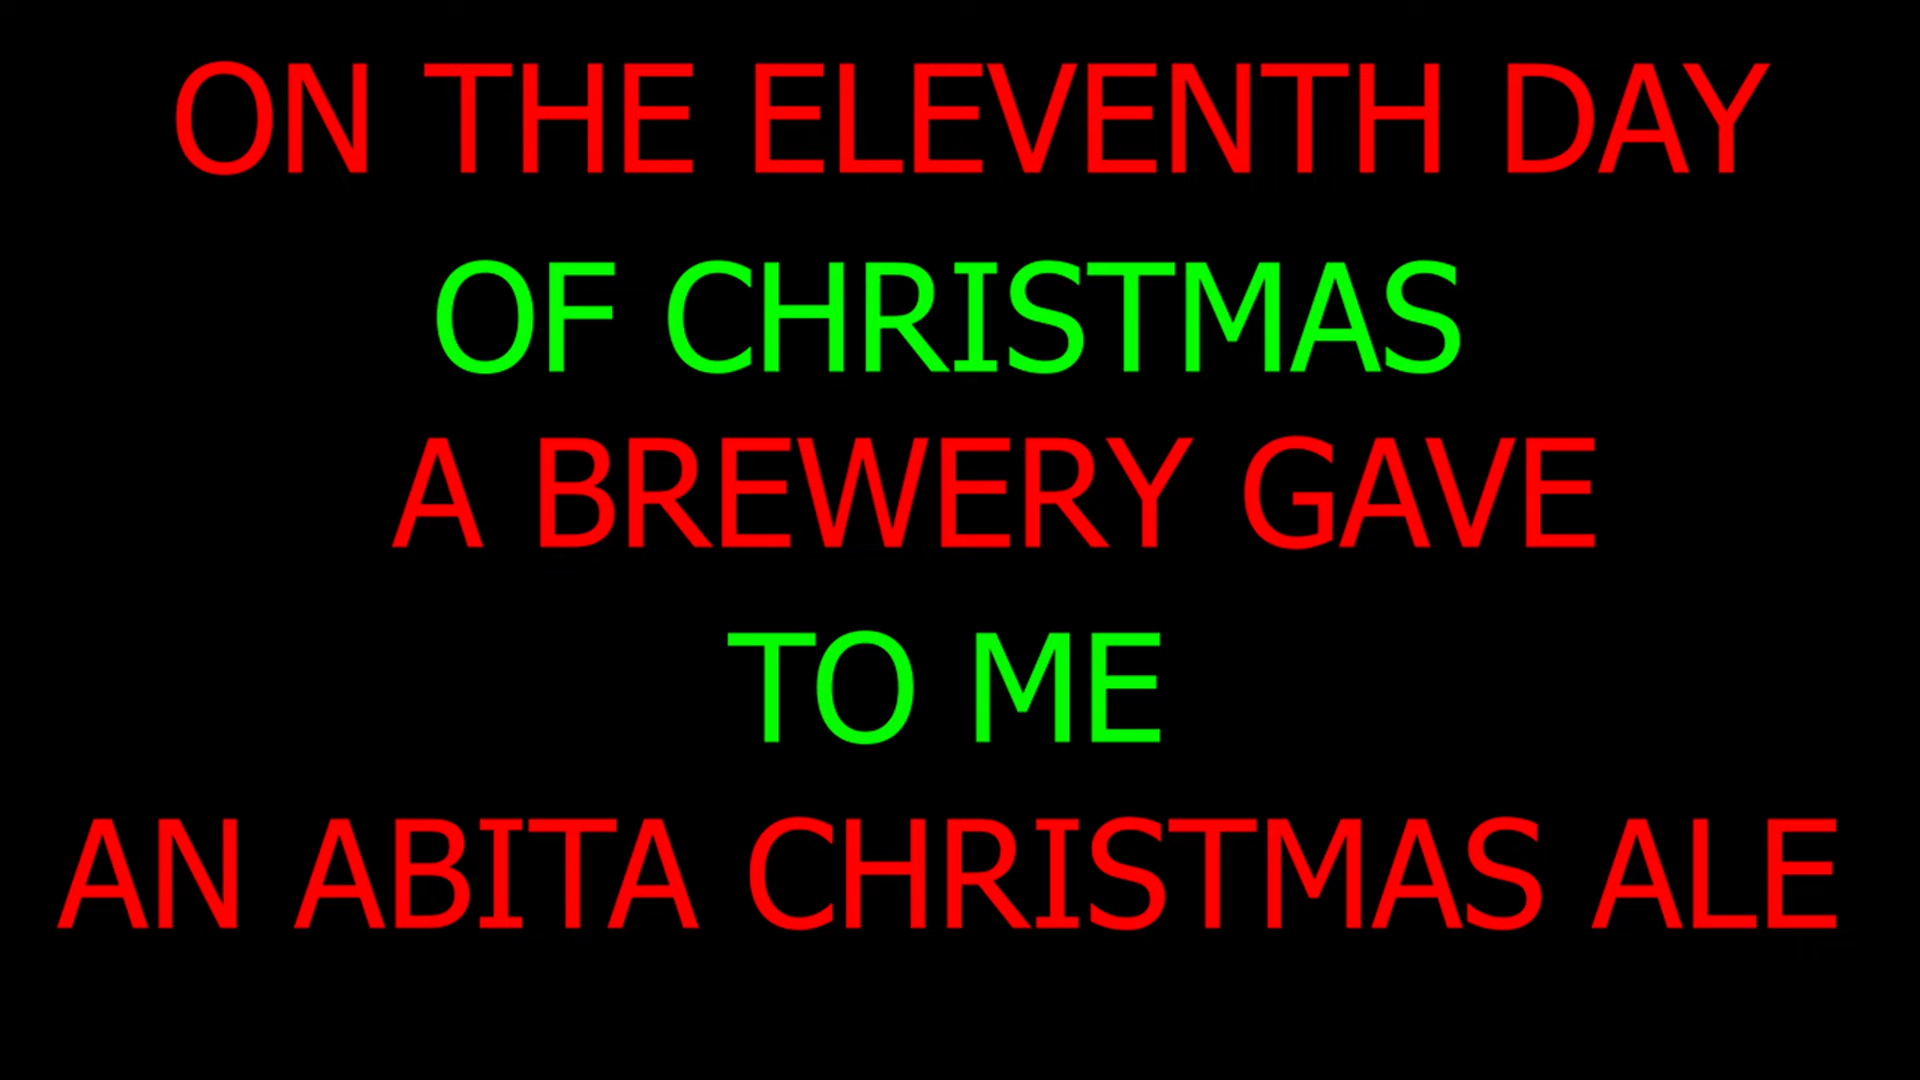 ON THE ELEVENTH DAY
OF CHRISTMAS
A BREWERY GAVE
TO ME
AN ABITA CHRISTMAS ALE